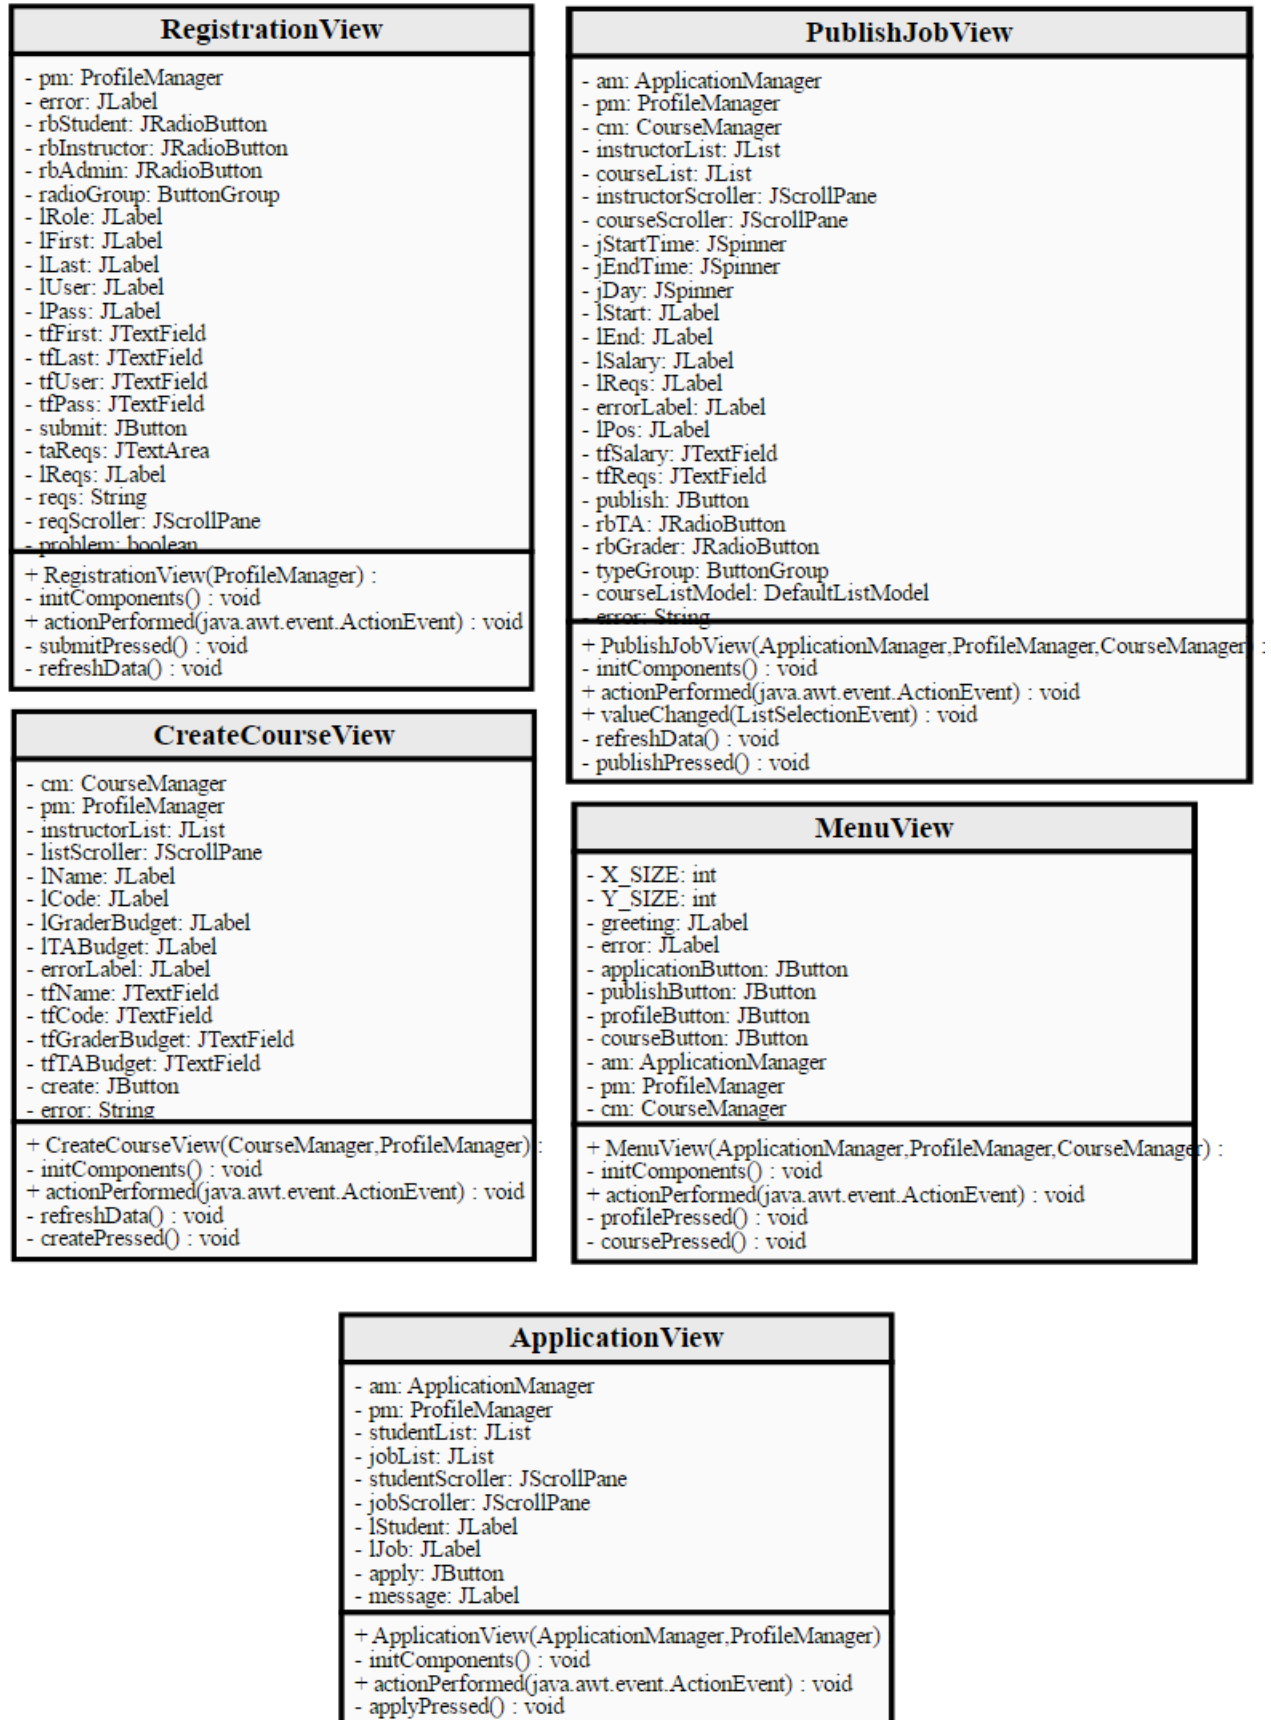 RegistrationView
- pm: ProfileManager
- error: JLabel
- rbStudent: JRadioButton
- rbInstructor: JRadioButton
- rbAdmin: JRadioButton
- radioGroup: ButtonGroup
- lRole: JLabel
- lFirst: JLabel
- lLast: JLabel
- lUser: JLabel
- lPass: JLabel
- tfFirst: JTextField
- tfLast: JTextField
- tfUser: JTextField
- tfPass: JTextField
- submit: JButton
- taReqs: JTextArea
- lReqs: JLabel
- reqs: String
- reqScroller: JScrollPane
- problem: boolean
+ RegistrationView(ProfileManager) :
- initComponents() : void
+ actionPerformed(java.awt.event.ActionEvent) : void
- submitPressed() : void
- refreshData() : void
PublishJobView
- am: ApplicationManager
- pm: ProfileManager
- cm: CourseManager
- instructorList: JList
- courseList: JList
- instructorScroller: JScrollPane
- courseScroller: JScrollPane
- jStartTime: JSpinner
- jEndTime: JSpinner
- jDay: JSpinner
- lStart: JLabel
- lEnd: JLabel
- lSalary: JLabel
- lReqs: JLabel
- errorLabel: JLabel
- lPos: JLabel
- tfSalary: JTextField
- tfReqs: JTextField
- publish: JButton
- rbTA: JRadioButton
- rbGrader: JRadioButton
- typeGroup: ButtonGroup
- courseListModel: DefaultListModel
- error: String
+ PublishJobView(ApplicationManager,ProfileManager,CourseManager) :
- initComponents() : void
+ actionPerformed(java.awt.event.ActionEvent) : void
+ valueChanged(ListSelectionEvent) : void
- refreshData() : void
- publishPressed() : void
CreateCourseView
- cm: CourseManager
- pm: ProfileManager
- instructorList: JList
- listScroller: JScrollPane
- lName: JLabel
- lCode: JLabel
- lGraderBudget: JLabel
- lTABudget: JLabel
- errorLabel: JLabel
- tfName: JTextField
- tfCode: JTextField
- tfGraderBudget: JTextField
- tfTABudget: JTextField
- create: JButton
- error: String
+ CreateCourseView(CourseManager,ProfileManager) :
- initComponents() : void
+ actionPerformed(java.awt.event.ActionEvent) : void
- refreshData() : void
- createPressed() : void
MenuView
- X_SIZE: int
- Y_SIZE: int
- greeting: JLabel
- error: JLabel
- applicationButton: JButton
- publishButton: JButton
- profileButton: JButton
- courseButton: JButton
- am: ApplicationManager
- pm: ProfileManager
- cm: CourseManager
+ MenuView(ApplicationManager,ProfileManager,CourseManager) :
- initComponents() : void
+ actionPerformed(java.awt.event.ActionEvent) : void
- profilePressed() : void
- coursePressed() : void
ApplicationView
- am: ApplicationManager
- pm: ProfileManager
- studentList: JList
- jobList: JList
- studentScroller: JScrollPane
- jobScroller: JScrollPane
- lStudent: JLabel
- lJob: JLabel
- apply: JButton
- message: JLabel
+ ApplicationView(ApplicationManager,ProfileManager)
- initComponents() : void
+ actionPerformed(java.awt.event.ActionEvent) : void
- applyPressed() : void